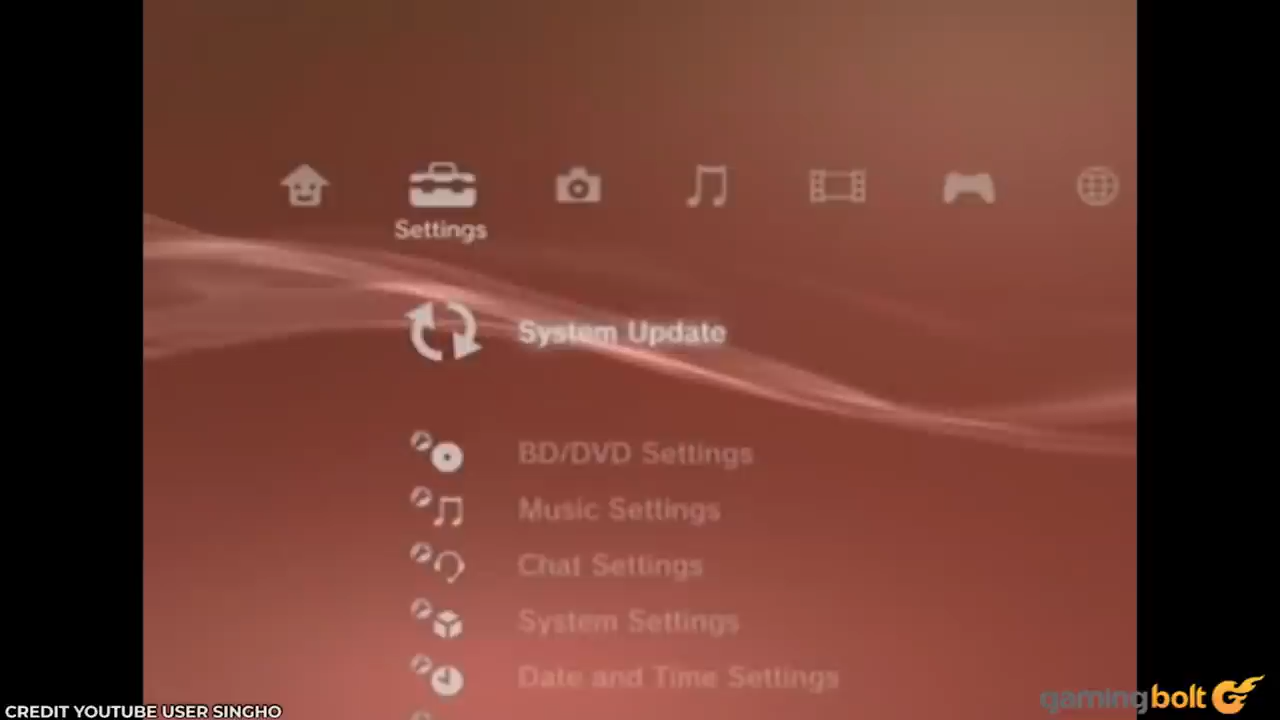 Settings
System Update
BD/DVD Settings
Music Settings
Chat Settings
System Settings
Date and Time Settings
CREDIT YOUTUBE USER SINGHO
gamingbolt